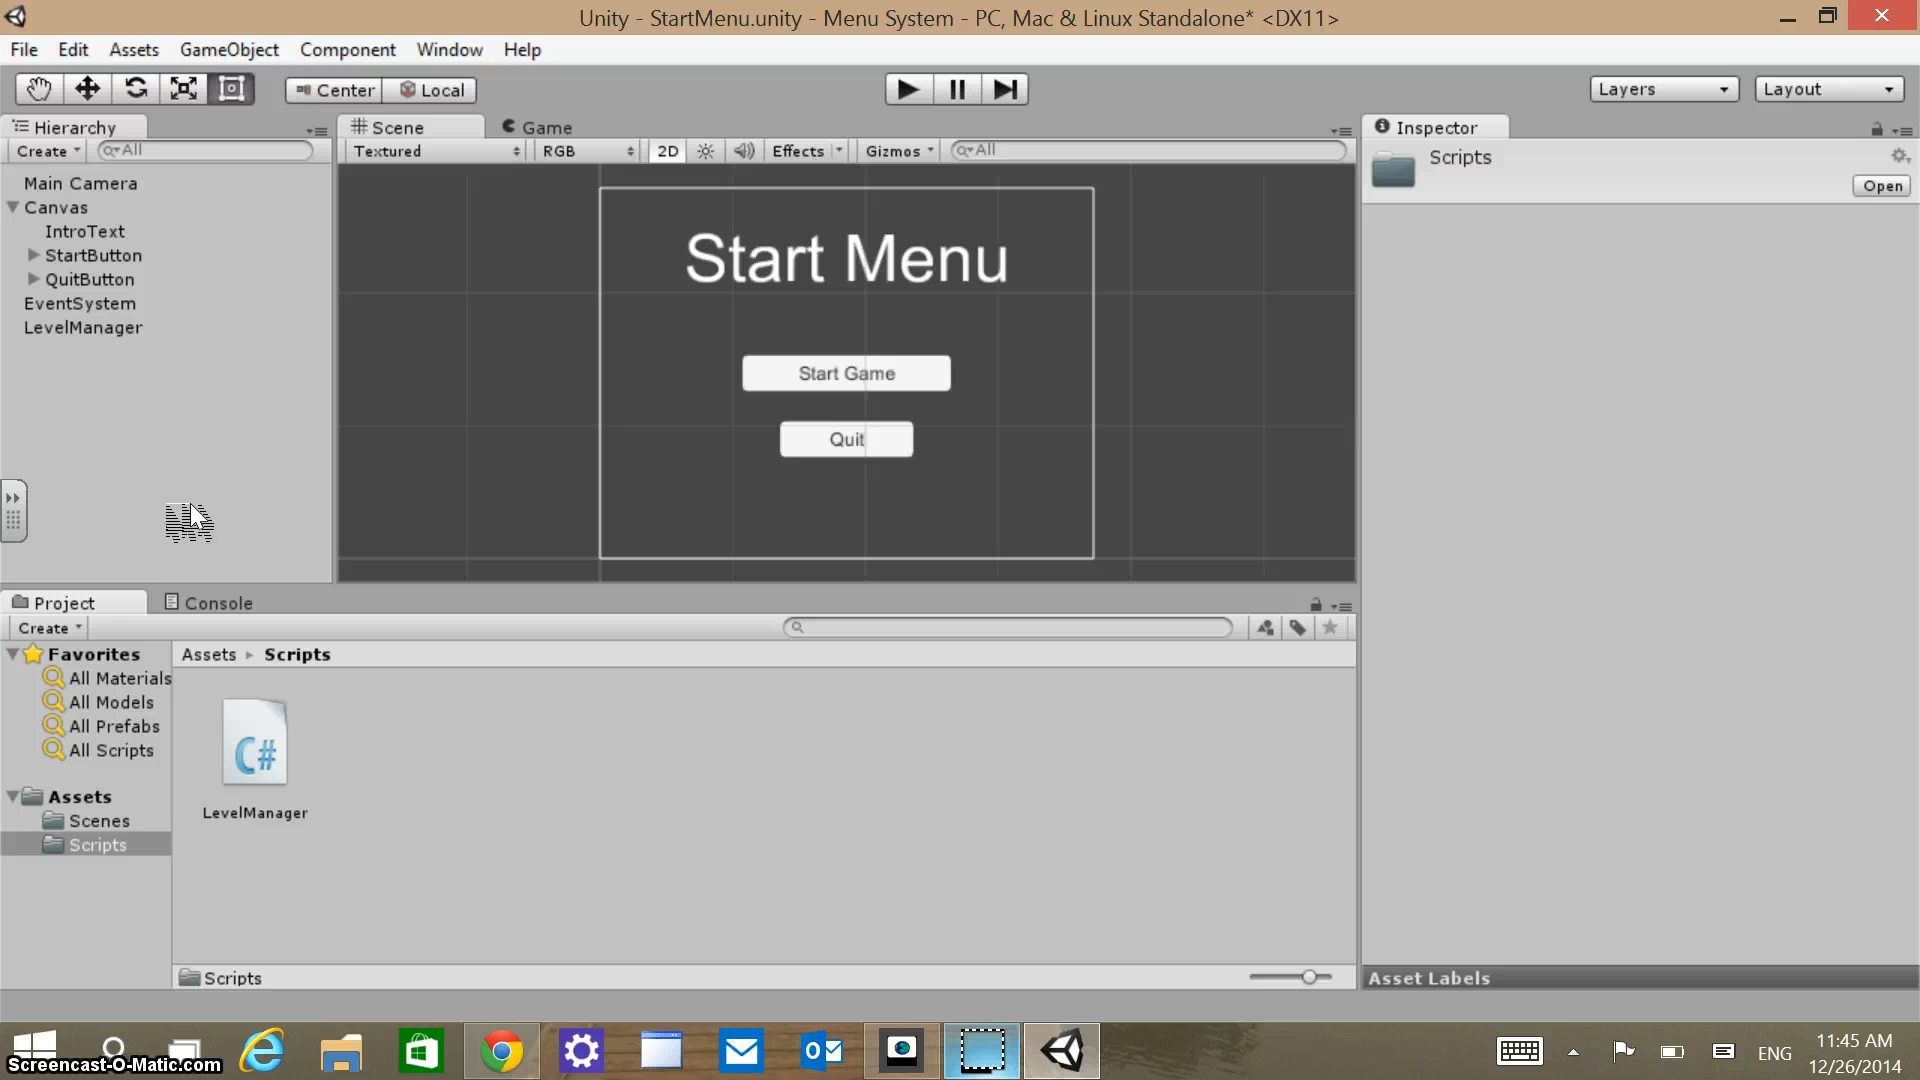 Unity - StartMenu.unity - Menu System - PC, Mac & Linux Standalone* <DX11>
File Edit Assets GameObject Component Window Help
Center Local Layers Layout
Hierarchy
Create All
Main Camera
Canvas
IntroText
StartButton
QuitButton
EventSystem
LevelManager
Scene Game
Textured RGB 2D Effects Gizmos All
Start Menu
Start Game
Quit
Inspector
Scripts
Open
Project Console
Create
Favorites
All Materials
All Models
All Prefabs
All Scripts
Assets
Scenes
Scripts
Assets Scripts
C#
LevelManager
Scripts
Asset Labels
Screencast-O-Matic.com
ENG
11:45 AM
12/26/2014